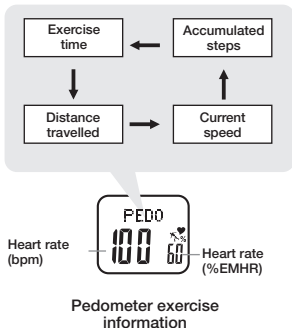 Exercise
time
Accumulated
steps
Distance
travelled
Current
speed
PEDO
Heart rate
(bpm)
100
60
%
Heart rate
(%EMHR)
Pedometer exercise
information